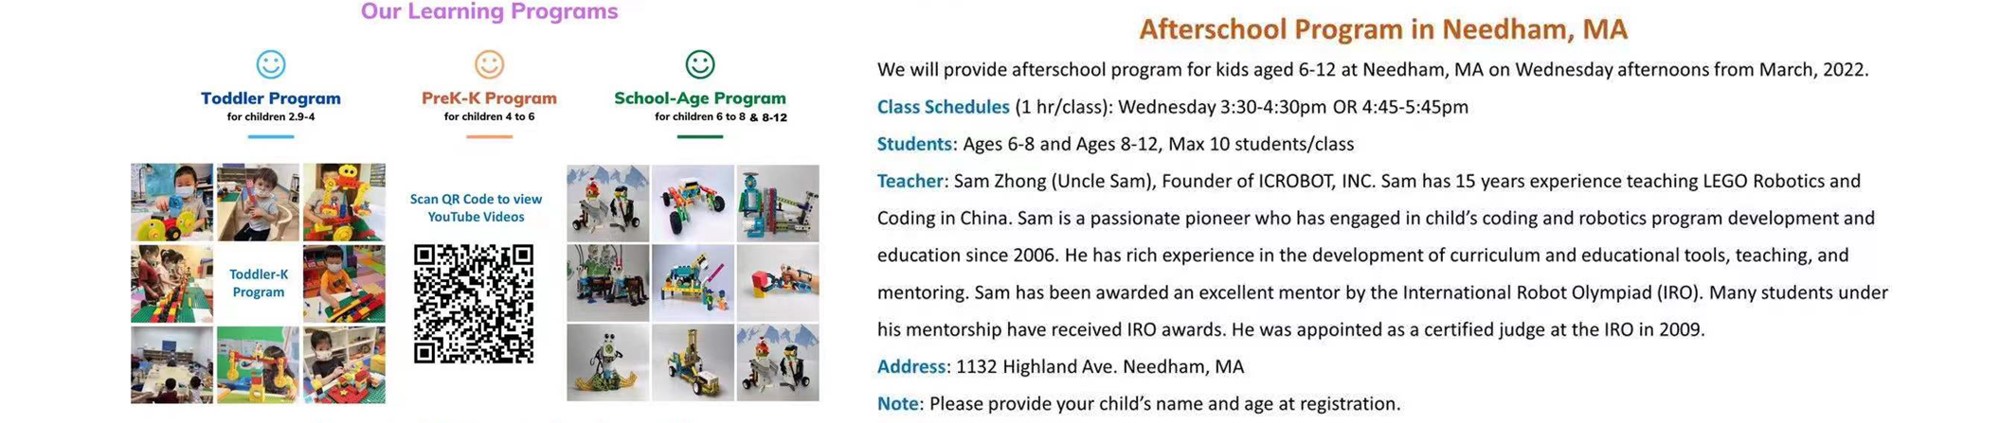 Our Learning Programs
Toddler Program
for children 2.9-4
PreK-K Program
for children 4 to 6
School-Age Program
for children 6 to 8 & 8-12
Scan QR Code to view
YouTube Videos
Toddler-K
Program
Afterschool Program in Needham, MA
We will provide afterschool program for kids aged 6-12 at Needham, MA on Wednesday afternoons from March, 2022.
Class Schedules (1 hr/class): Wednesday 3:30-4:30pm OR 4:45-5:45pm
Students: Ages 6-8 and Ages 8-12, Max 10 students/class
Teacher: Sam Zhong (Uncle Sam), Founder of ICROBOT, INC. Sam has 15 years experience teaching LEGO Robotics and
Coding in China. Sam is a passionate pioneer who has engaged in child’s coding and robotics program development and
education since 2006. He has rich experience in the development of curriculum and educational tools, teaching, and
mentoring. Sam has been awarded an excellent mentor by the International Robot Olympiad (IRO). Many students under
his mentorship have received IRO awards. He was appointed as a certified judge at the IRO in 2009.
Address: 1132 Highland Ave. Needham, MA
Note: Please provide your child’s name and age at registration.